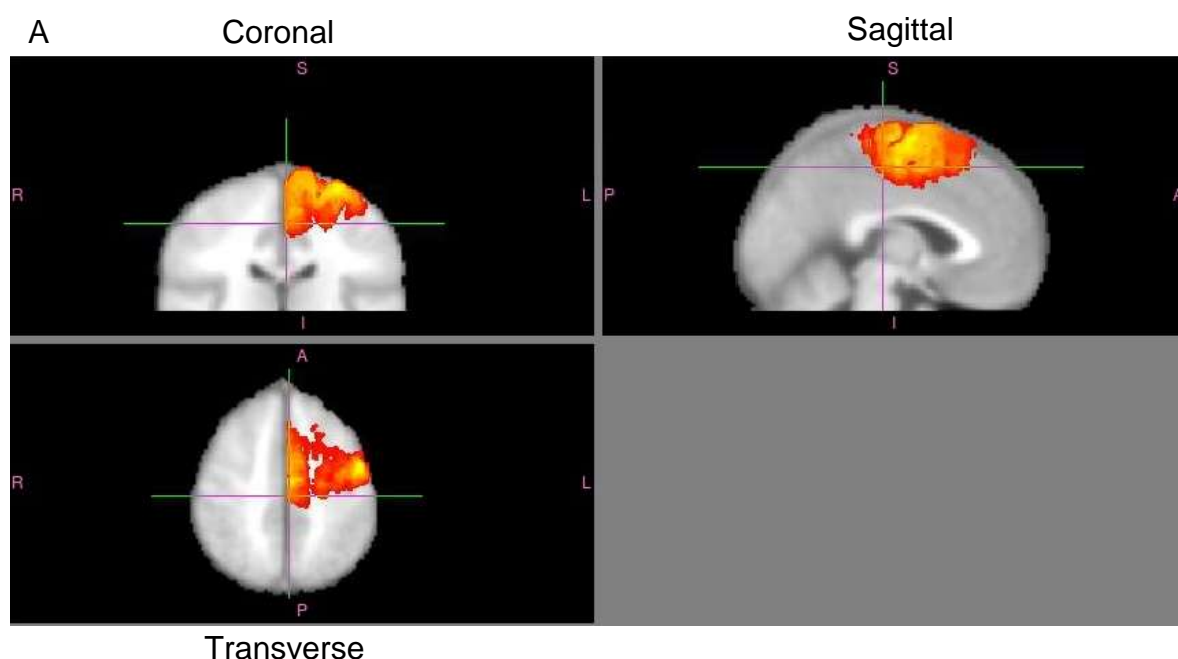 A Coronal Sagittal
S S
R L P A
I I
A
R L
P
Transverse